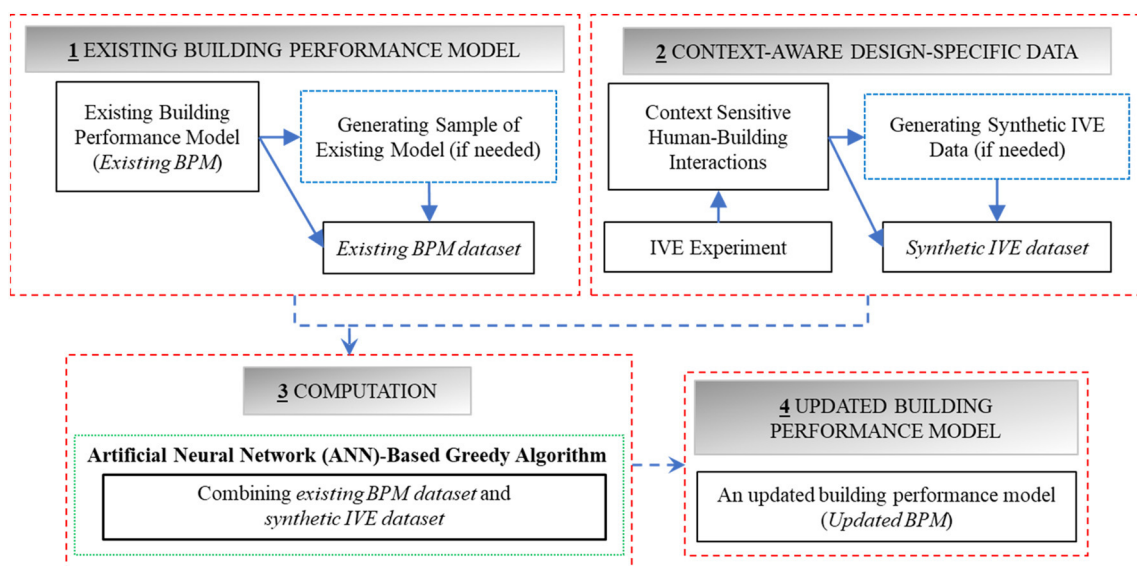 1 EXISTING BUILDING PERFORMANCE MODEL
Existing Building
Performance Model
(Existing BPM)
Generating Sample of
Existing Model (if needed)
Existing BPM dataset
2 CONTEXT-AWARE DESIGN-SPECIFIC DATA
Context Sensitive
Human-Building
Interactions
Generating Synthetic IVE
Data (if needed)
IVE Experiment
Synthetic IVE dataset
3 COMPUTATION
Artificial Neural Network (ANN)-Based Greedy Algorithm
Combining existing BPM dataset and
synthetic IVE dataset
4 UPDATED BUILDING
PERFORMANCE MODEL
An updated building performance model
(Updated BPM)